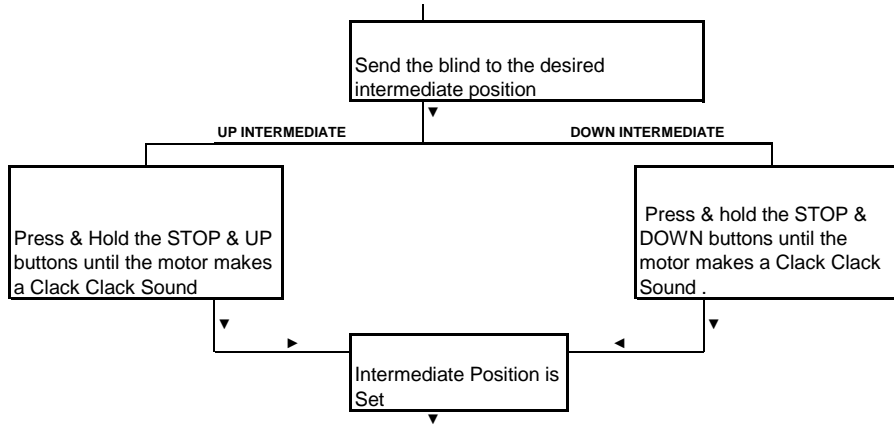 Send the blind to the desired
intermediate position
UP INTERMEDIATE
DOWN INTERMEDIATE
Press & Hold the STOP & UP
buttons until the motor makes
a Clack Clack Sound
Press & hold the STOP &
DOWN buttons until the
motor makes a Clack Clack
Sound .
Intermediate Position is
Set